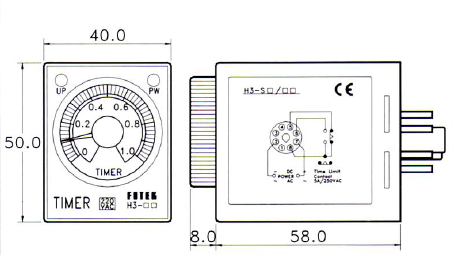 40.0
50.0
UP
PW
0.4
0.6
0.2
0.8
0
1.0
TIMER
TIMER
220
VAC
FOTEK
H3-□□
H3-S□/□□
CE
DC
POWER
AC
Time Limit
Contact
5A/250VAC
8.0
58.0